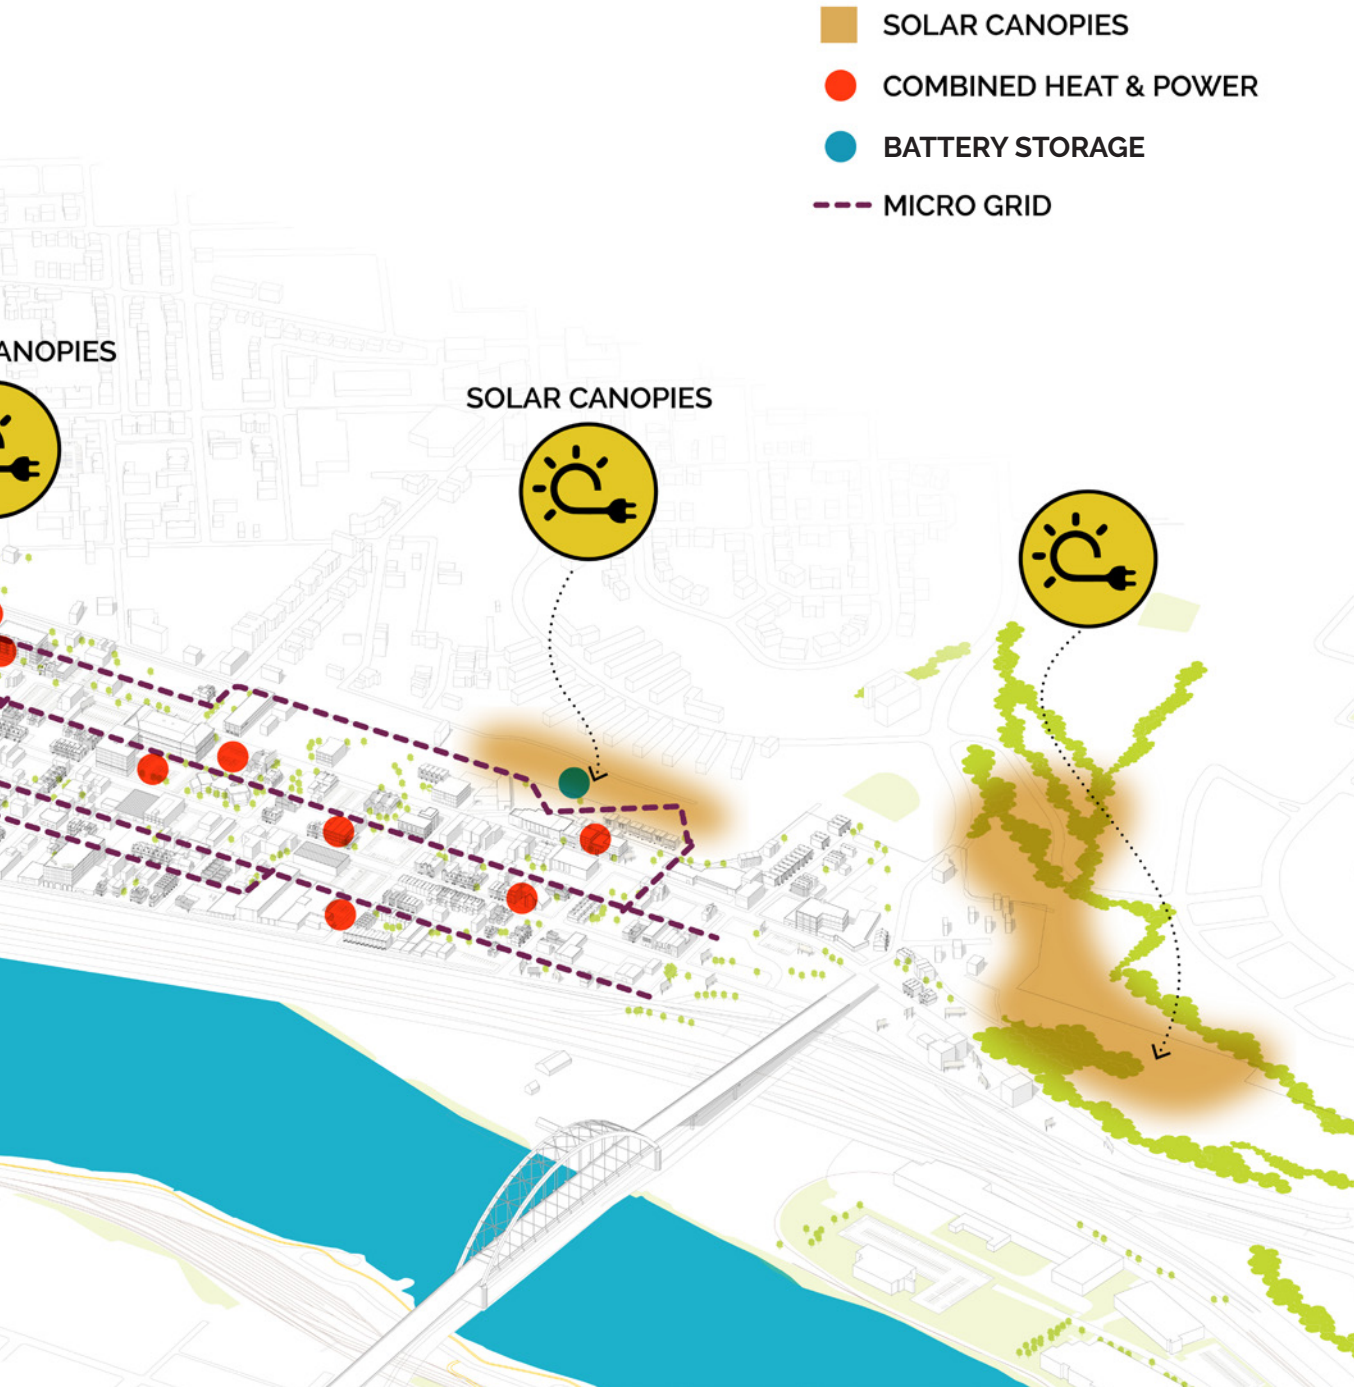 SOLAR CANOPIES
COMBINED HEAT & POWER
BATTERY STORAGE
MICRO GRID
ANOPIES
SOLAR CANOPIES